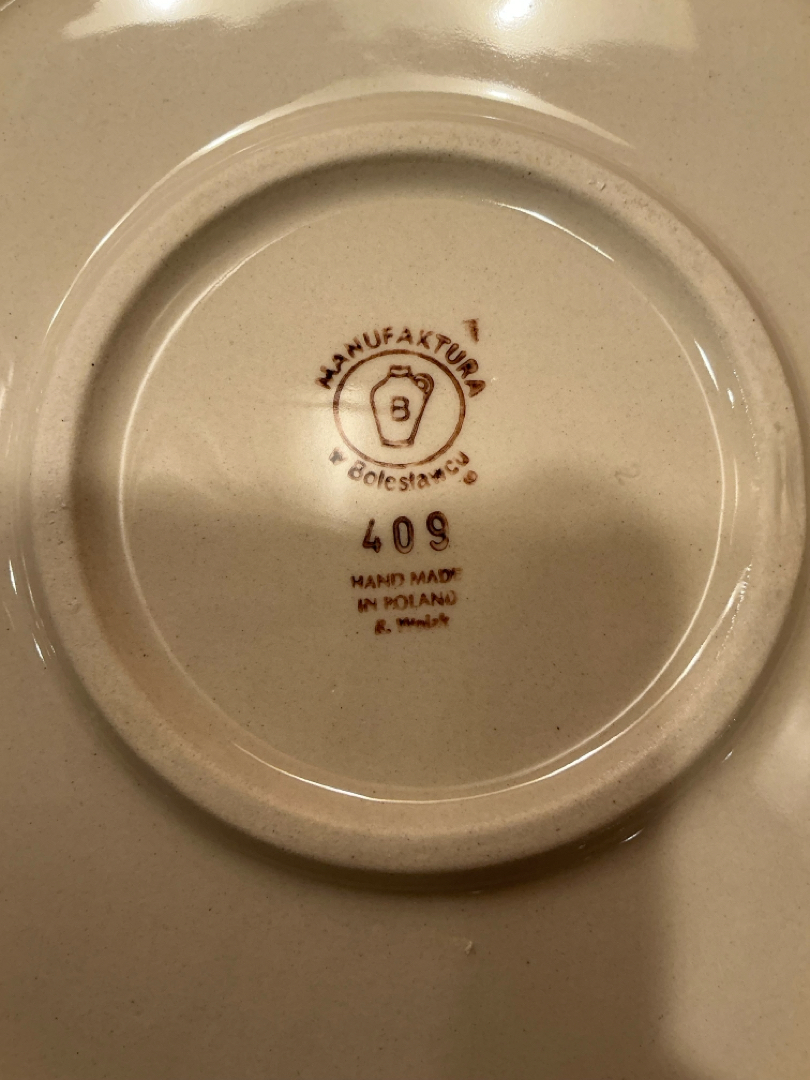 MANUFAKTURA
B
w Bolesławcu
®
409
HAND MADE
IN POLAND